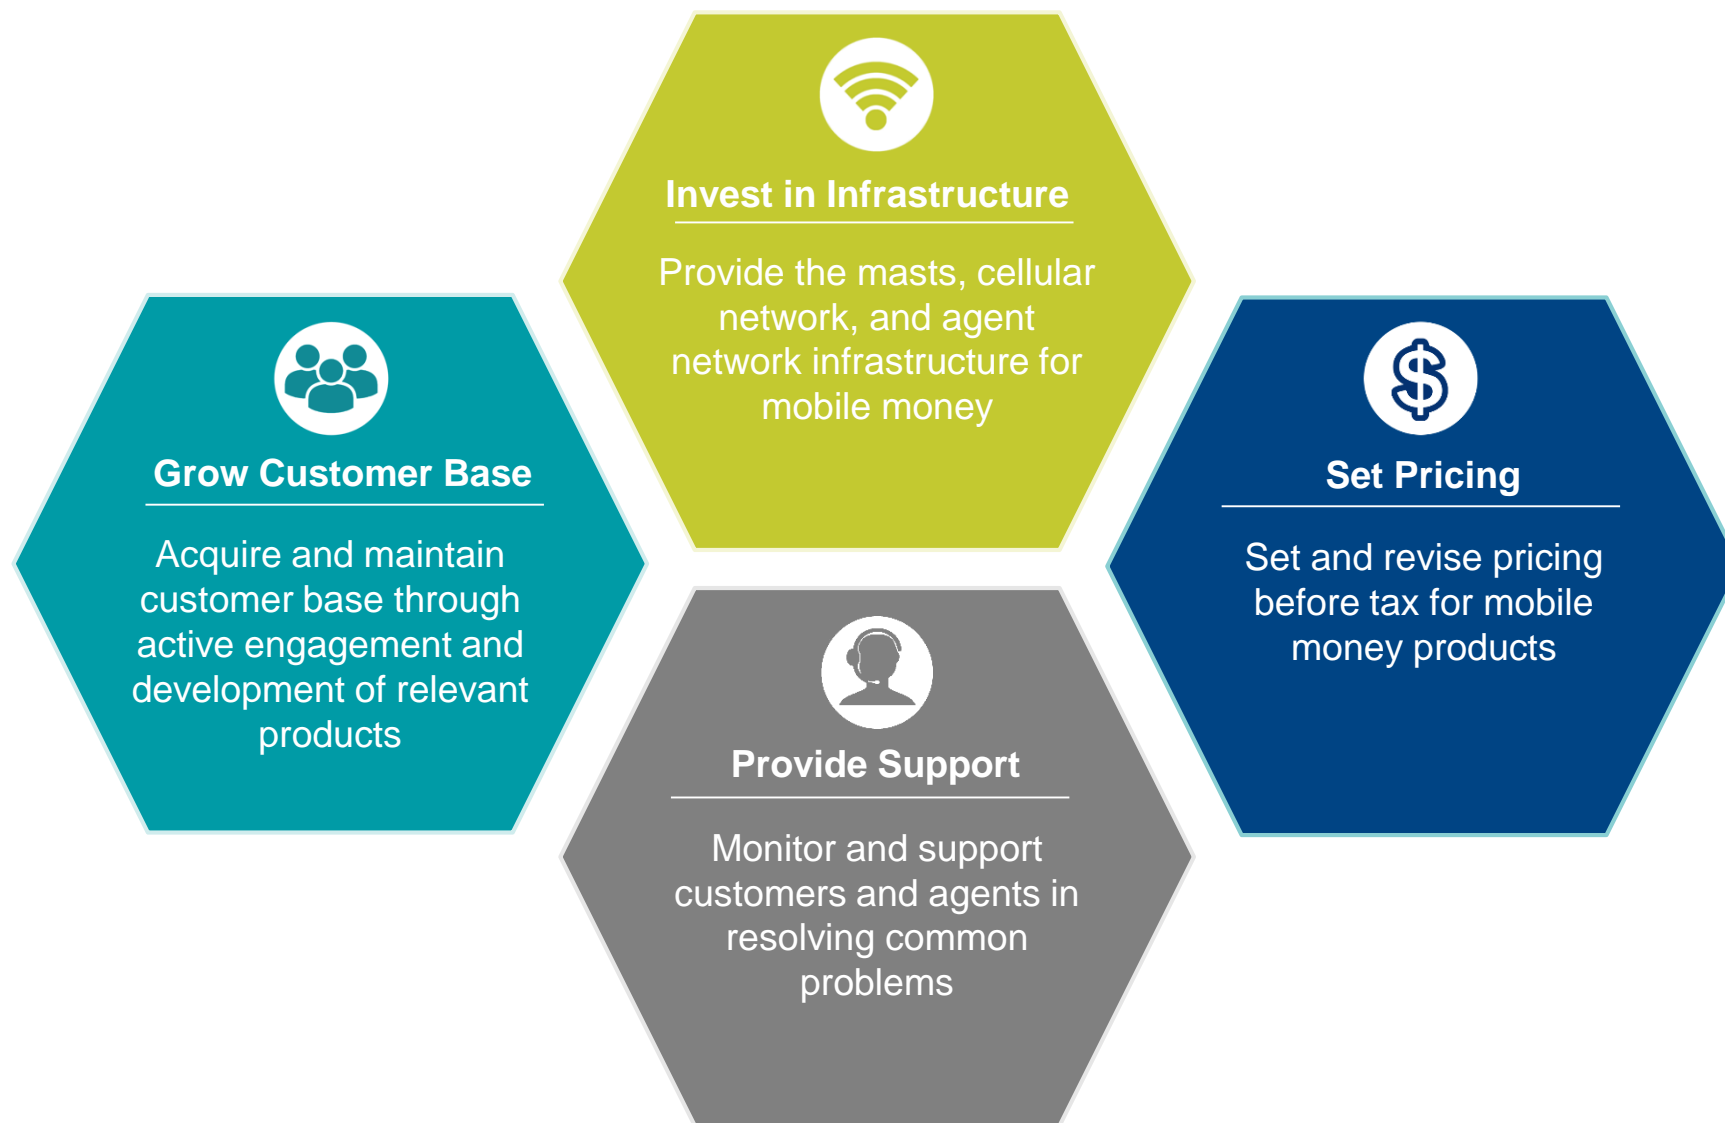 Invest in Infrastructure
Provide the masts, cellular
network, and agent
network infrastructure for
mobile money
Grow Customer Base
Acquire and maintain
customer base through
active engagement and
development of relevant
products
Set Pricing
Set and revise pricing
before tax for mobile
money products
Provide Support
Monitor and support
customers and agents in
resolving common
problems